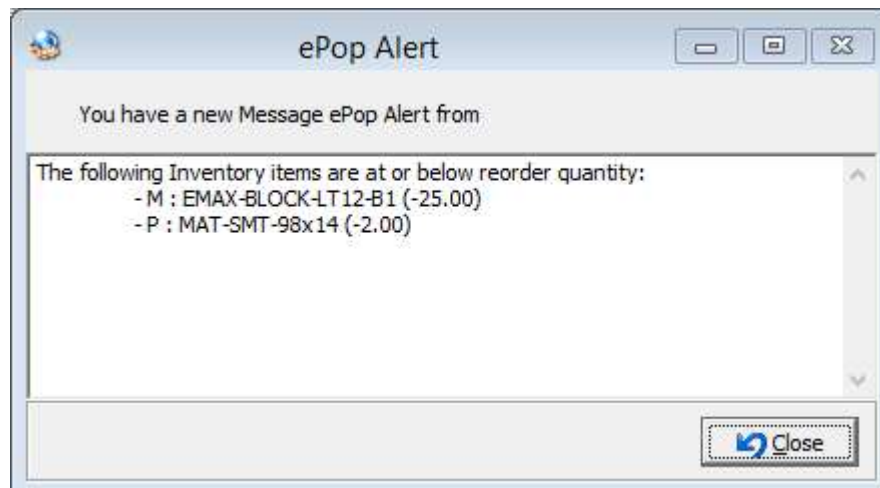 ePop Alert
You have a new Message ePop Alert from
The following Inventory items are at or below reorder quantity:
- M : EMAX-BLOCK-LT12-B1 (-25.00)
- P : MAT-SMT-98x14 (-2.00)
Close